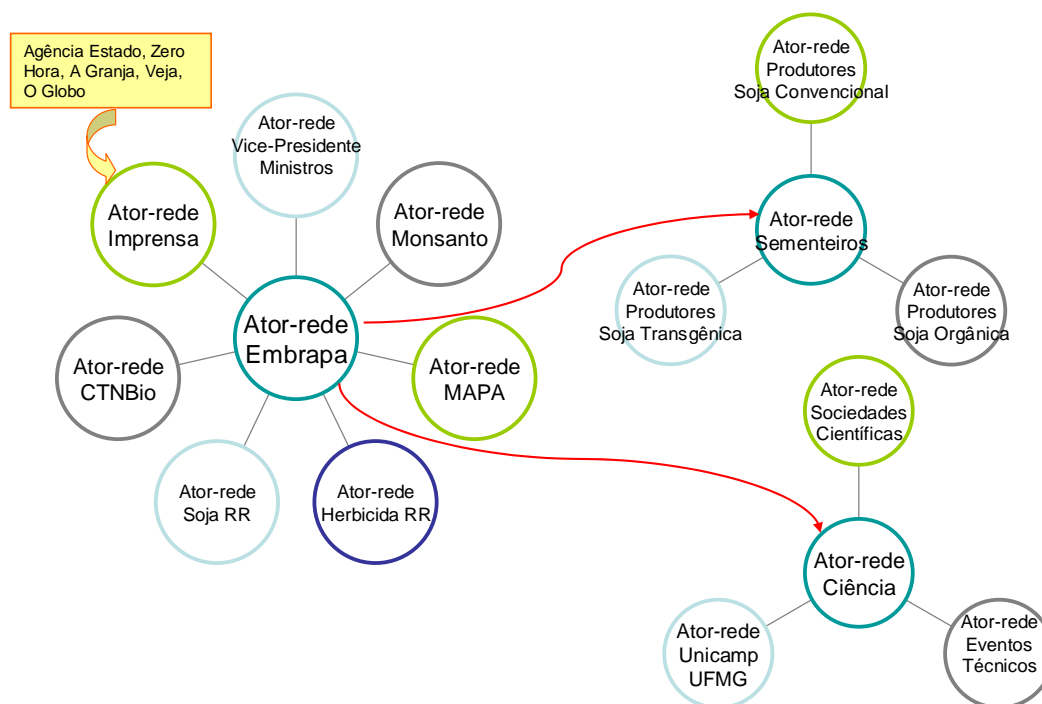 Agência Estado, Zero
Hora, A Granja, Veja,
O Globo
Ator-rede
Vice-Presidente
Ministros
Ator-rede
Imprensa
Ator-rede
Monsanto
Ator-rede
Embrapa
Ator-rede
CTNBio
Ator-rede
MAPA
Ator-rede
Soja RR
Ator-rede
Herbicida RR
Ator-rede
Produtores
Soja Convencional
Ator-rede
Sementeiros
Ator-rede
Produtores
Soja Transgênica
Ator-rede
Produtores
Soja Orgânica
Ator-rede
Sociedades
Científicas
Ator-rede
Ciência
Ator-rede
Unicamp
UFMG
Ator-rede
Eventos
Técnicos